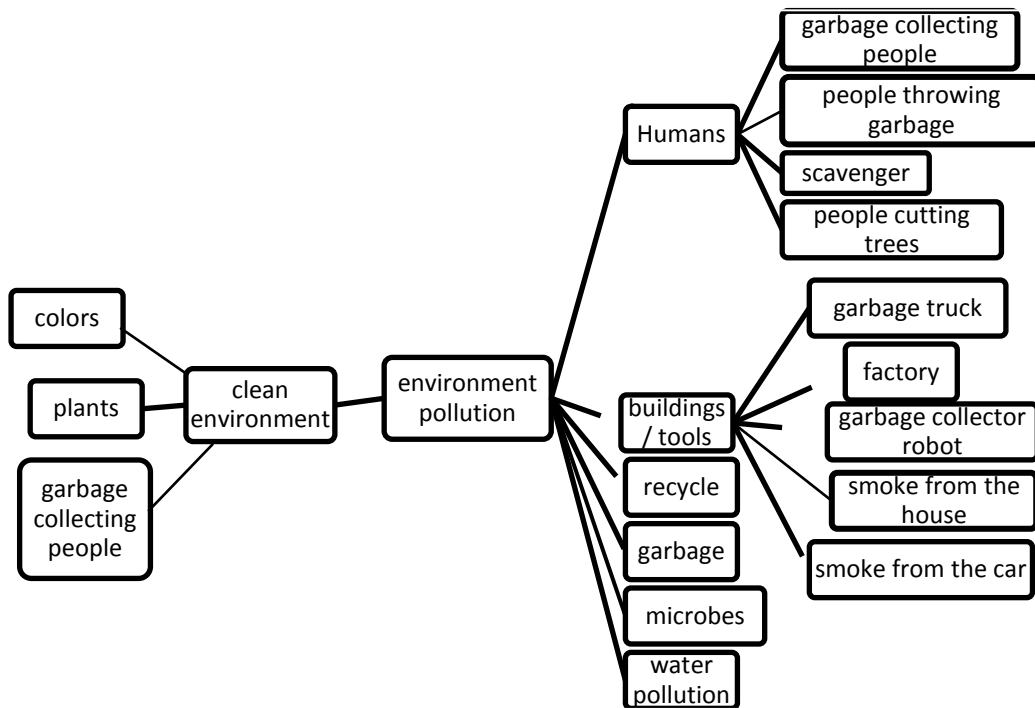 garbage collecting
people
people throwing
garbage
Humans
scavenger
people cutting
trees
colors
plants
garbage
collecting
people
clean
environment
environment
pollution
buildings
/ tools
recycle
garbage
microbes
water
pollution
garbage truck
factory
garbage collector
robot
smoke from the
house
smoke from the car